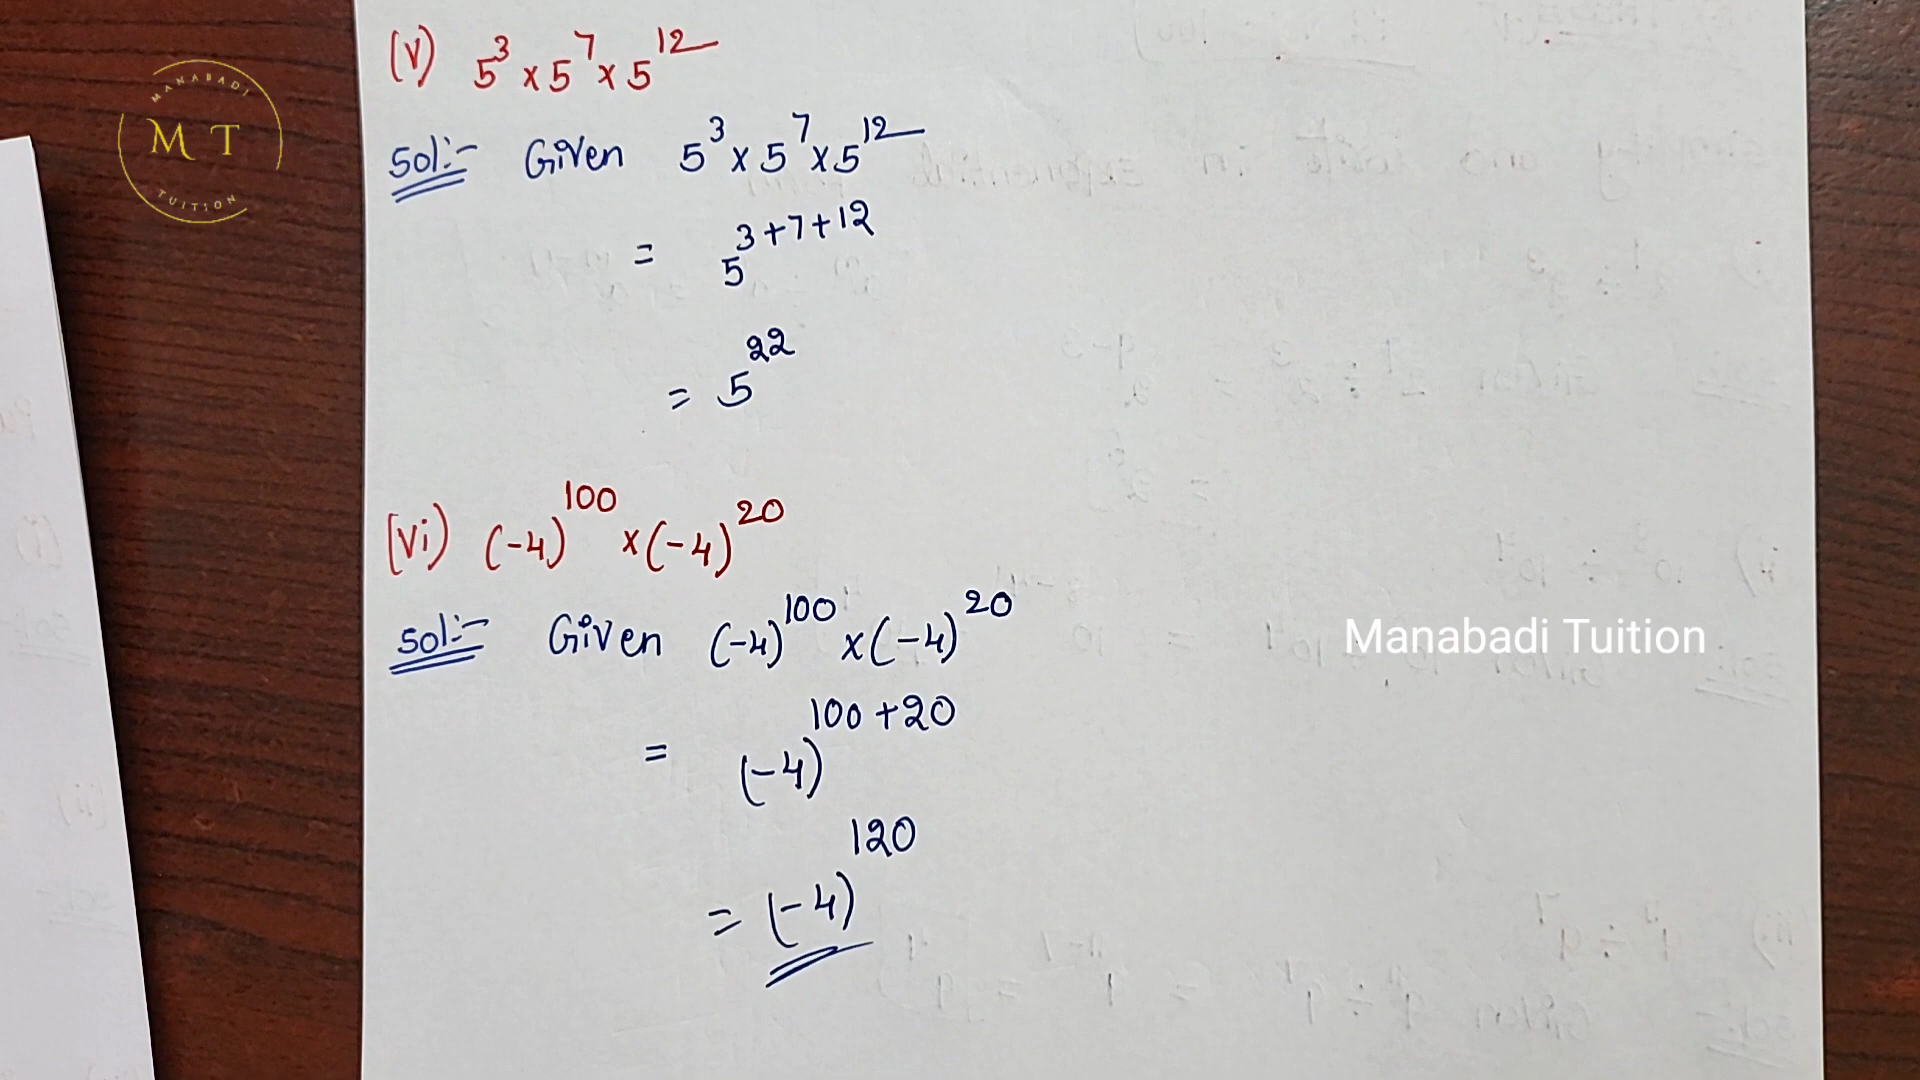 MANABADI
MT
TUITION
(V) 5³ × 5⁷ × 5¹²
Sol:- Given 5³ × 5⁷ × 5¹²
= 5³⁺⁷⁺¹²
= 5²²
(Vi) (-4)¹⁰⁰ × (-4)²⁰
Sol:- Given (-4)¹⁰⁰ × (-4)²⁰
Manabadi Tuition
= (-4)¹⁰⁰⁺²⁰
= (-4)¹²⁰